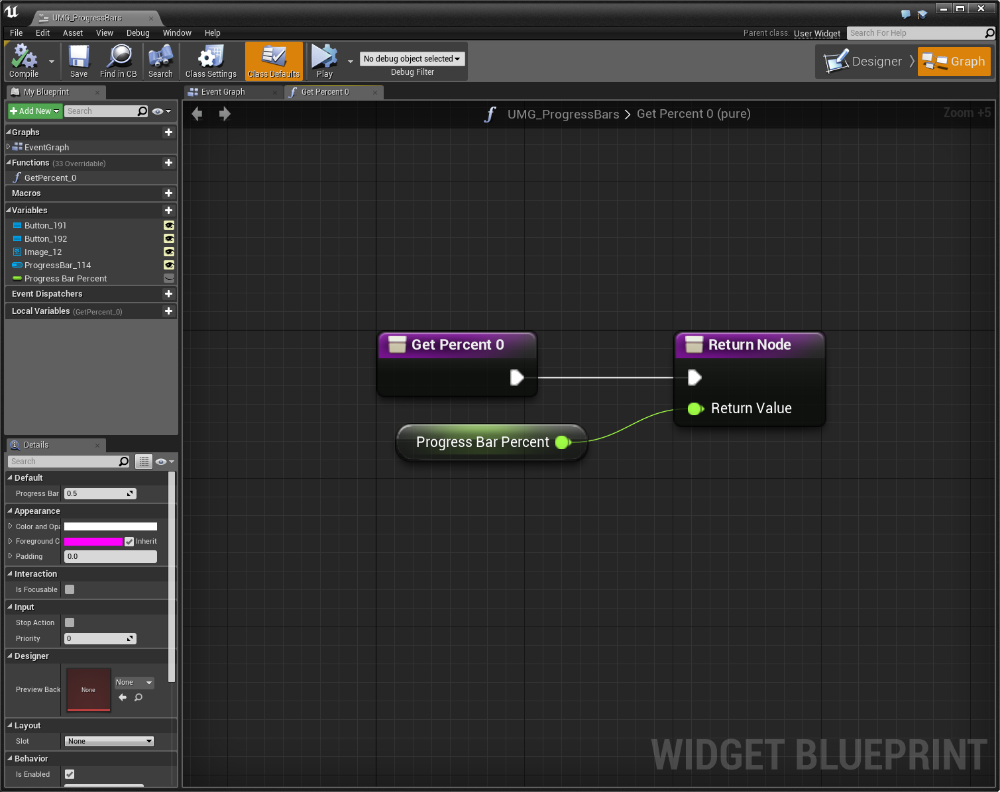 UMG_ProgressBars
File Edit Asset View Debug Window Help
Parent class: User Widget Search For Help
Compile Save Find in CB Search Class Settings Class Defaults Play
No debug object selected
Debug Filter
Designer Graph
My Blueprint
Event Graph Get Percent 0
Add New Search
UMG_ProgressBars > Get Percent 0 (pure)
Zoom +5
Graphs
EventGraph
Functions (33 Overridable)
GetPercent_0
Macros
Variables
Button_191
Button_192
Image_12
ProgressBar_114
Progress Bar Percent
Event Dispatchers
Local Variables (GetPercent_0)
Get Percent 0
Return Node
Return Value
Progress Bar Percent
Details
Search
Default
Progress Bar 0.5
Appearance
Color and Opa
Foreground C Inherit
Padding 0.0
Interaction
Is Focusable
Input
Stop Action
Priority 0
Designer
Preview Back None None
Layout
Slot None
Behavior
Is Enabled
WIDGET BLUEPRINT